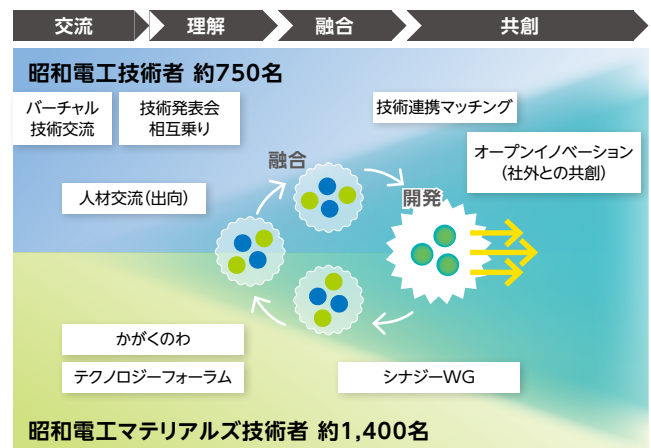 交流
理解
融合
共創
昭和電工技術者 約750名
バーチャル
技術交流
技術発表会
相互乗り
技術連携マッチング
オープンイノベーション
(社外との共創)
融合
人材交流(出向)
開発
かがくのわ
テクノロジーフォーラム
シナジーWG
昭和電工マテリアルズ技術者 約1,400名